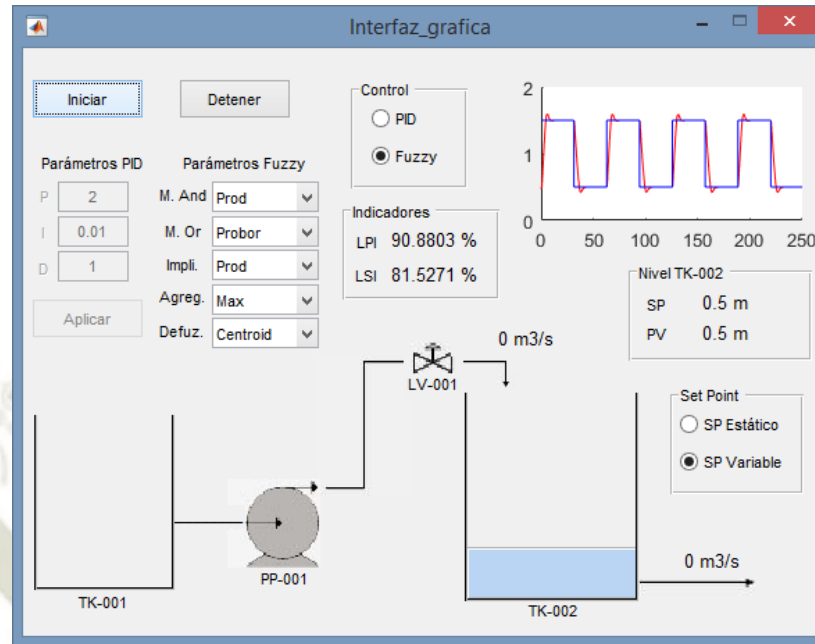 Interfaz_grafica
Iniciar
Detener
Control
PID
Fuzzy
2
1
0
0
50
100
150
200
250
Parámetros PID
P 2
I 0.01
D 1
Aplicar
Parámetros Fuzzy
M. And Prod
M. Or Probor
Impli. Prod
Agreg. Max
Defuz. Centroid
Indicadores
LPI 90.8803 %
LSI 81.5271 %
Nivel TK-002
SP 0.5 m
PV 0.5 m
0 m3/s
LV-001
Set Point
SP Estático
SP Variable
0 m3/s
PP-001
TK-001
TK-002